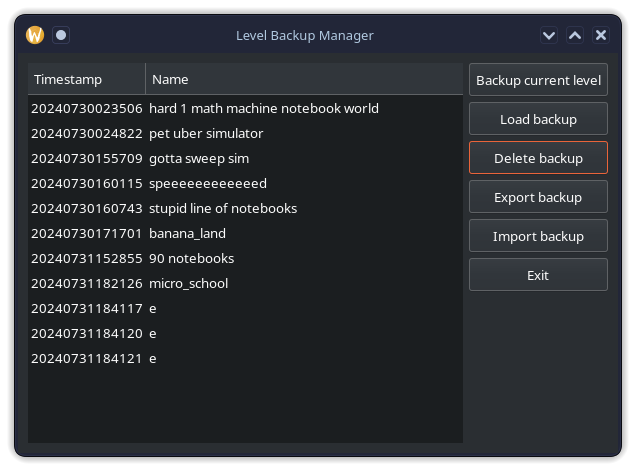 Level Backup Manager
Timestamp Name
20240730023506 hard 1 math machine notebook world
20240730024822 pet uber simulator
20240730155709 gotta sweep sim
20240730160115 speeeeeeeeeeeed
20240730160743 stupid line of notebooks
20240730171701 banana_land
20240731152855 90 notebooks
20240731182126 micro_school
20240731184117 e
20240731184120 e
20240731184121 e
Backup current level
Load backup
Delete backup
Export backup
Import backup
Exit